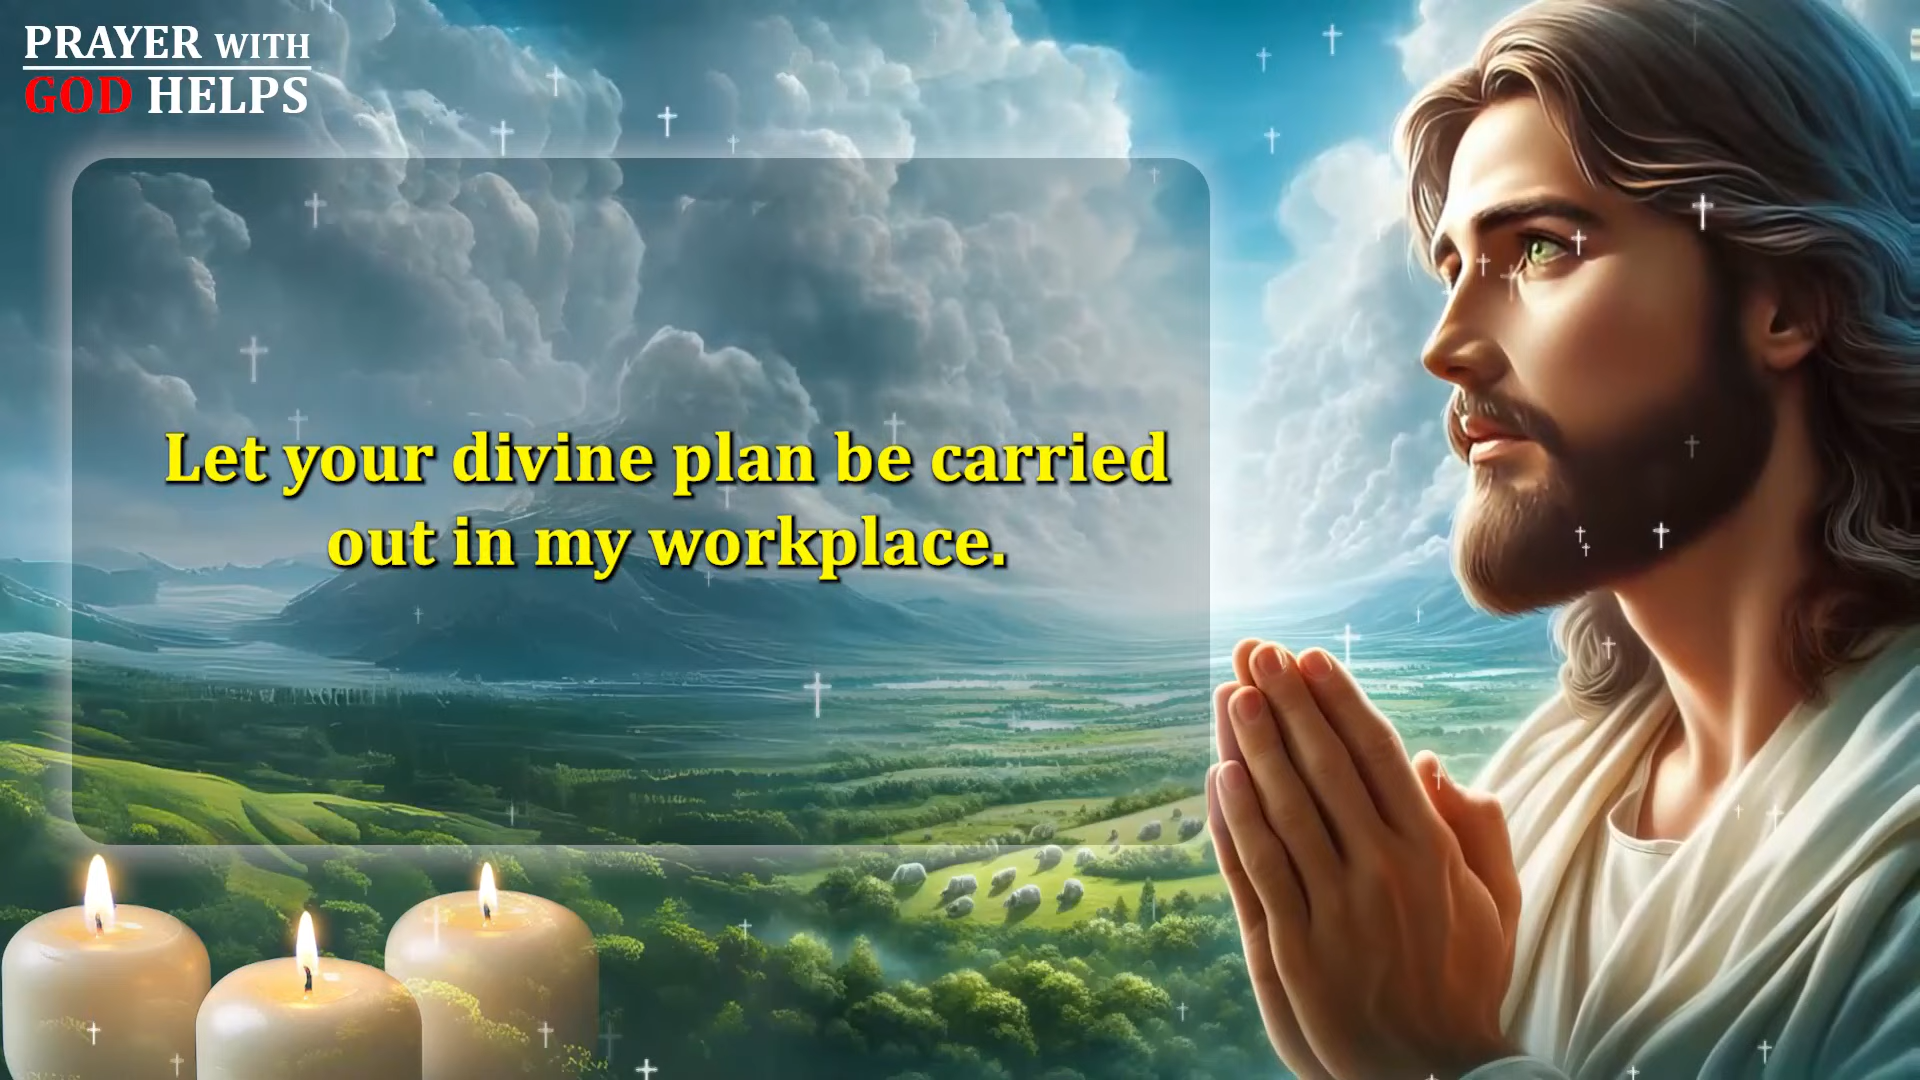 PRAYER WITH
GOD HELPS
Let your divine plan be carried
out in my workplace.